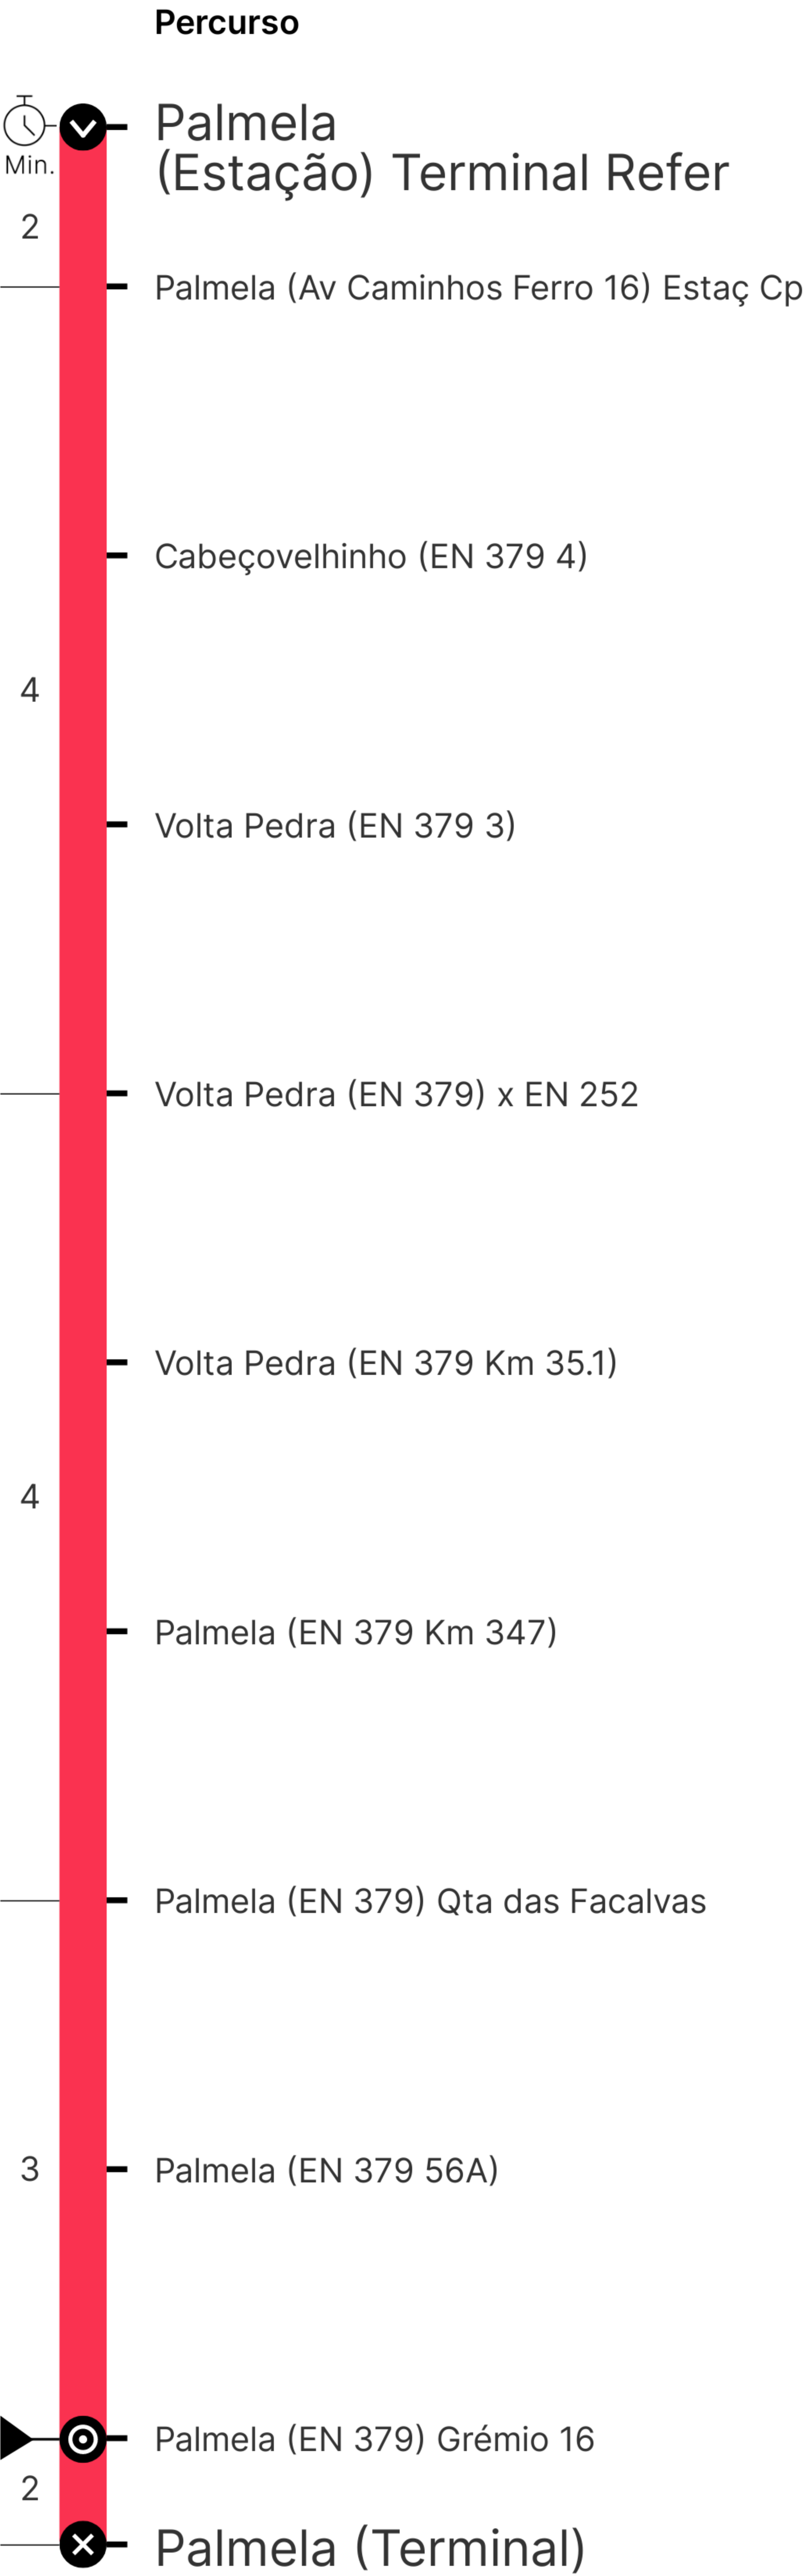 Percurso
Palmela
(Estação) Terminal Refer
Min.
2
Palmela (Av Caminhos Ferro 16) Estaç Cp
Cabeçovelhinho (EN 379 4)
4
Volta Pedra (EN 379 3)
Volta Pedra (EN 379) x EN 252
Volta Pedra (EN 379 Km 35.1)
4
Palmela (EN 379 Km 347)
Palmela (EN 379) Qta das Facalvas
3
Palmela (EN 379 56A)
Palmela (EN 379) Grémio 16
2
Palmela (Terminal)